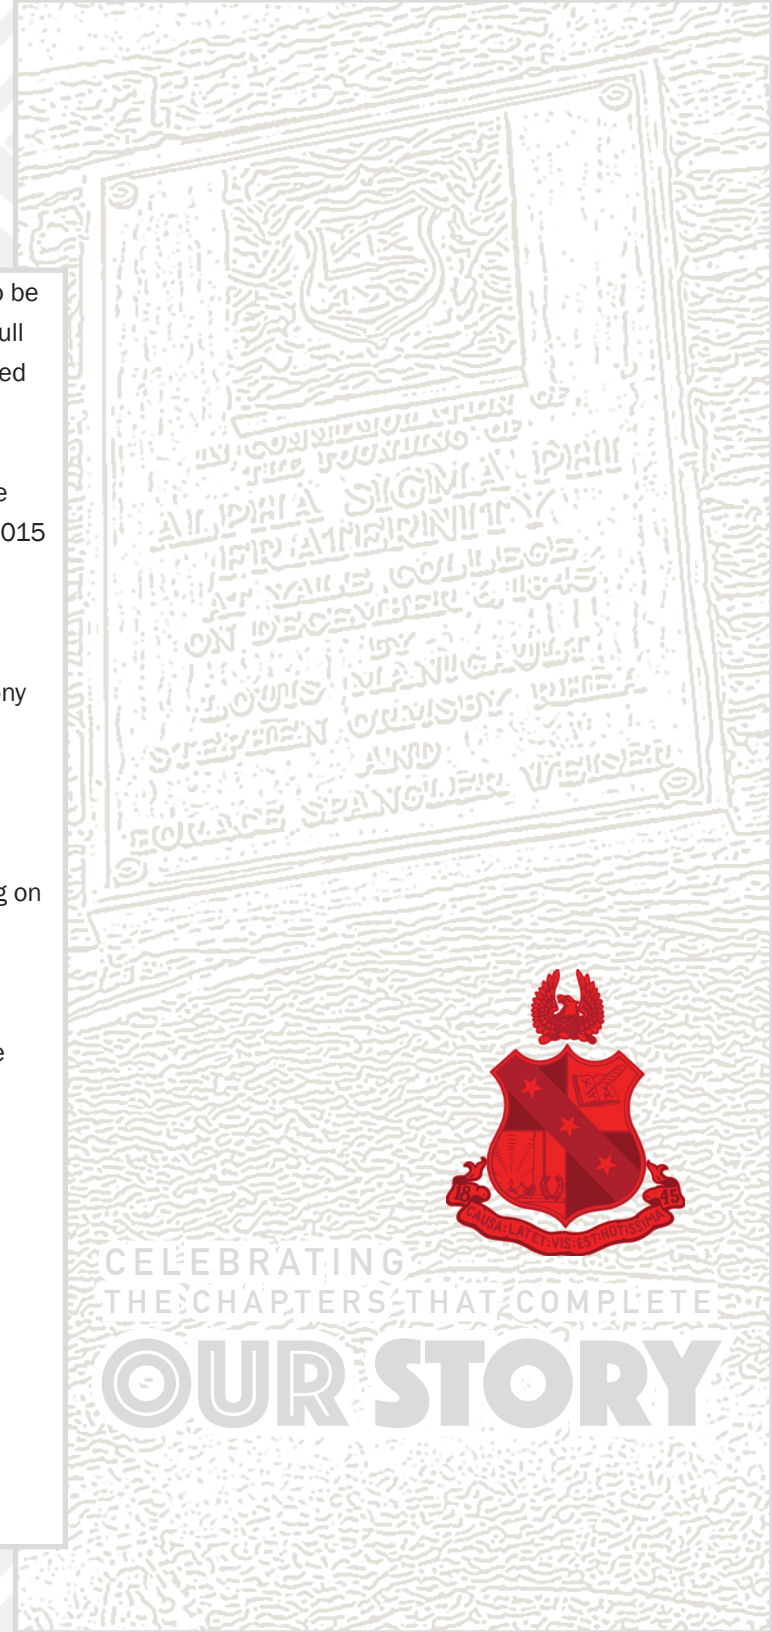 o be
ull
ed
e
015
ny
g on
e
IN COMMEMORATION OF
THE FOUNDING OF
ALPHA SIGMA PHI
FRATERNITY
AT YALE COLLEGE
ON DECEMBER 6, 1845
BY
LOUIS MANIGAULT
STEPHEN ORMSBY RHEA
AND
HORACE SPANGLER WEISER
18 45
CAUSA:LATET:VIS:EST:NOTISSIMA
CELEBRATING
THE CHAPTERS THAT COMPLETE
OUR STORY